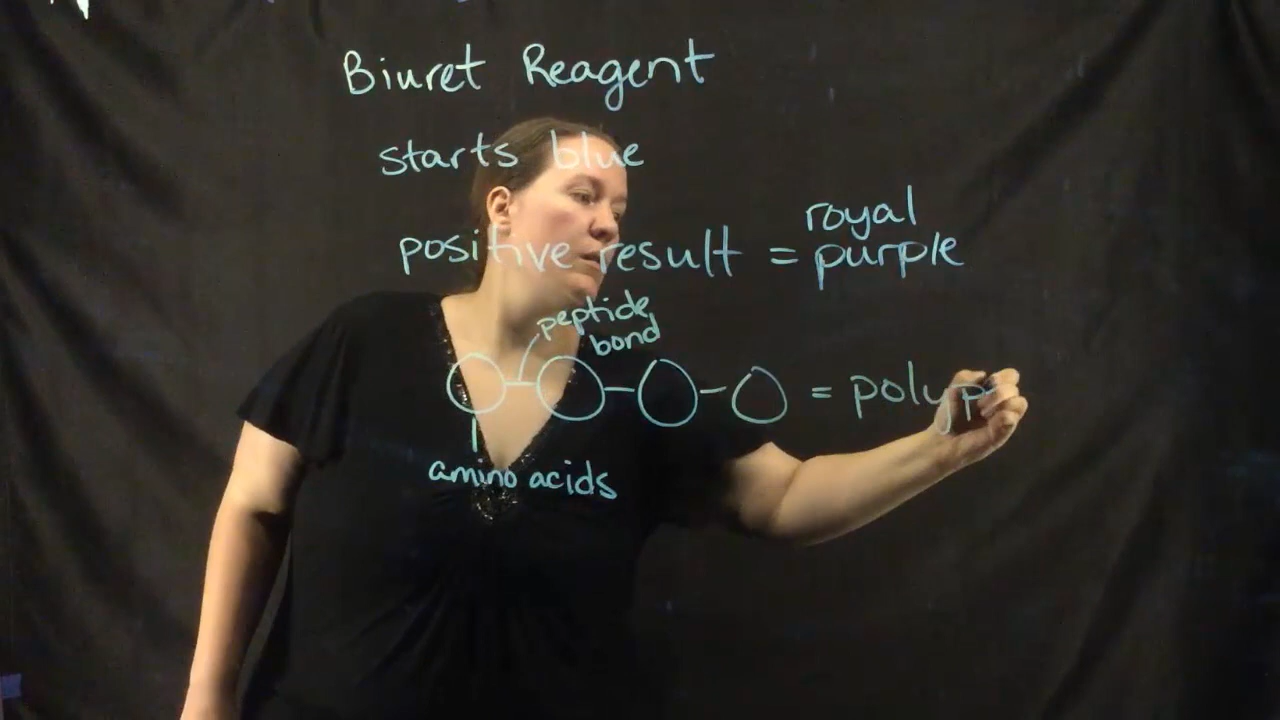 Biuret Reagent
starts blue
positive result = royal purple
peptide
bond
= polyp
amino acids